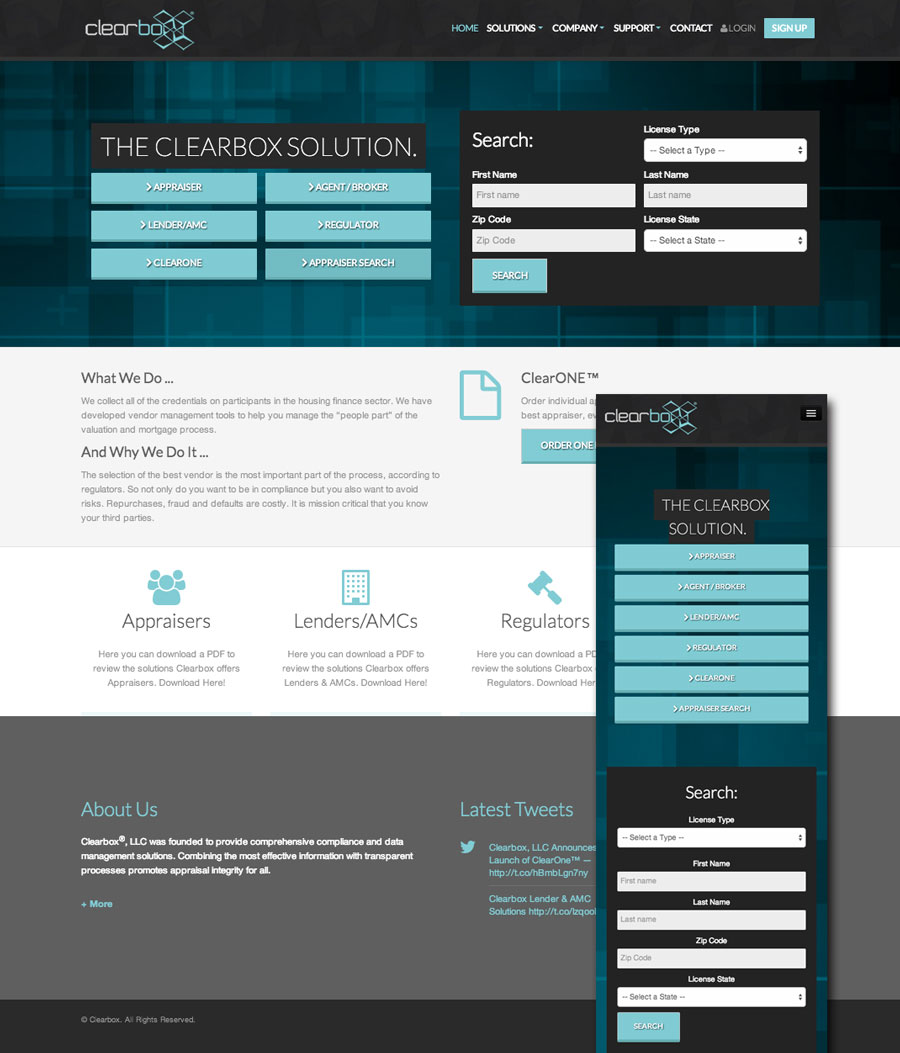 clearbox®
HOME SOLUTIONS COMPANY SUPPORT CONTACT LOGIN SIGN UP
THE CLEARBOX SOLUTION.
APPRAISER
AGENT / BROKER
LENDER/AMC
REGULATOR
CLEARONE
APPRAISER SEARCH
Search:
License Type
-- Select a Type --
First Name
First name
Last Name
Last name
Zip Code
Zip Code
License State
-- Select a State --
SEARCH
What We Do ...
We collect all of the credentials on participants in the housing finance sector. We have
developed vendor management tools to help you manage the “people part” of the
valuation and mortgage process.
And Why We Do It ...
The selection of the best vendor is the most important part of the process, according to
regulators. So not only do you want to be in compliance but you also want to avoid
risks. Repurchases, fraud and defaults are costly. It is mission critical that you know
your third parties.
ClearONE™
Order individual a
best appraiser, ev
ORDER ONE
Appraisers
Here you can download a PDF to
review the solutions Clearbox offers
Appraisers. Download Here!
Lenders/AMCs
Here you can download a PDF to
review the solutions Clearbox offers
Lenders & AMCs. Download Here!
Regulators
Here you can download a PD
review the solutions Clearbox
Regulators. Download Her
About Us
Clearbox®, LLC was founded to provide comprehensive compliance and data
management solutions. Combining the most effective information with transparent
processes promotes appraisal integrity for all.
+ More
Latest Tweets
Clearbox, LLC Announces
Launch of ClearOne™ —
http://t.co/hBmbLgn7ny
Clearbox Lender & AMC
Solutions
© Clearbox. All Rights Reserved.
clearbox
THE CLEARBOX
SOLUTION.
APPRAISER
AGENT / BROKER
LENDER/AMC
REGULATOR
CLEARONE
APPRAISER SEARCH
Search:
License Type
-- Select a Type --
First Name
First name
Last Name
Last name
Zip Code
Zip Code
License State
-- Select a State --
SEARCH